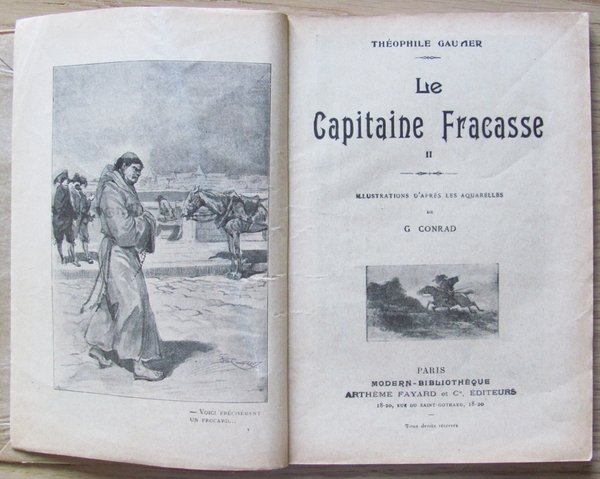 — Voici précisément
un frocard...
THÉOPHILE GAUTIER
Le
Capitaine Fracasse
II
ILLUSTRATIONS D'APRÈS LES AQUARELLES
DE
G CONRAD
PARIS
MODERN-BIBLIOTHÈQUE
ARTHÈME FAYARD et Cie, ÉDITEURS
18-20, RUE DU SAINT-GOTHARD, 18-20
Tous droits réservés